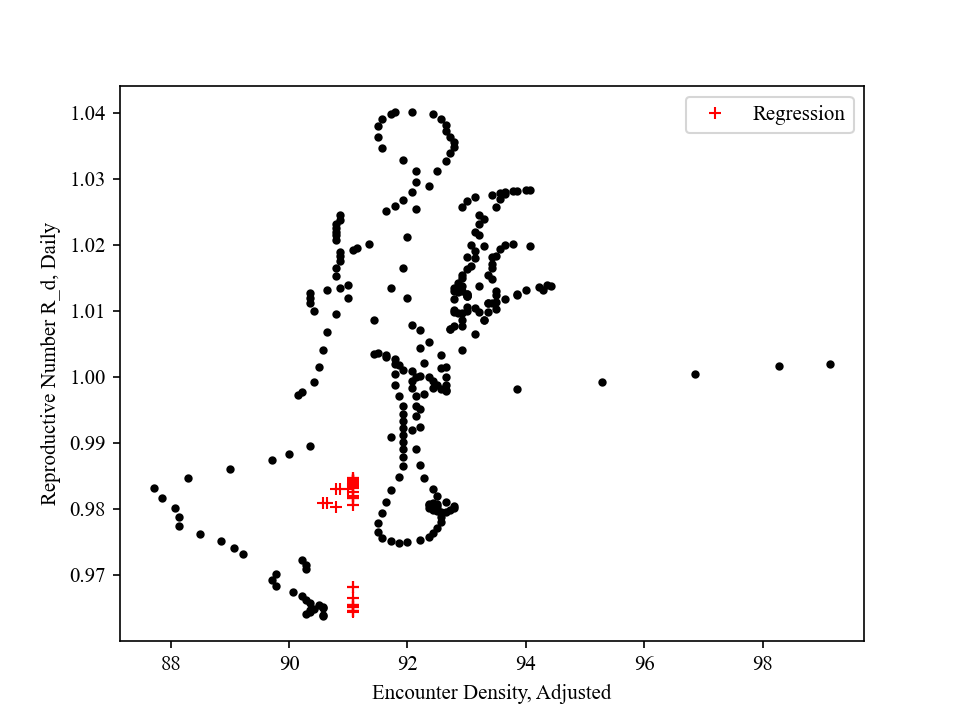 Regression
1.04
1.03
1.02
1.01
1.00
0.99
0.98
0.97
Reproductive Number R_d, Daily
88 90 92 94 96 98
Encounter Density, Adjusted